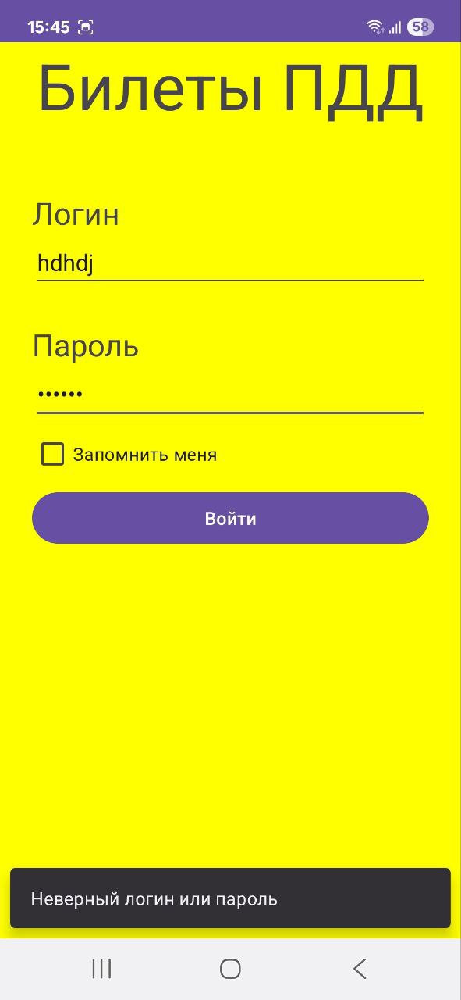 15:45
58
Билеты ПДД
Логин
hdhdj
Пароль
••••••
Запомнить меня
Войти
Неверный логин или пароль